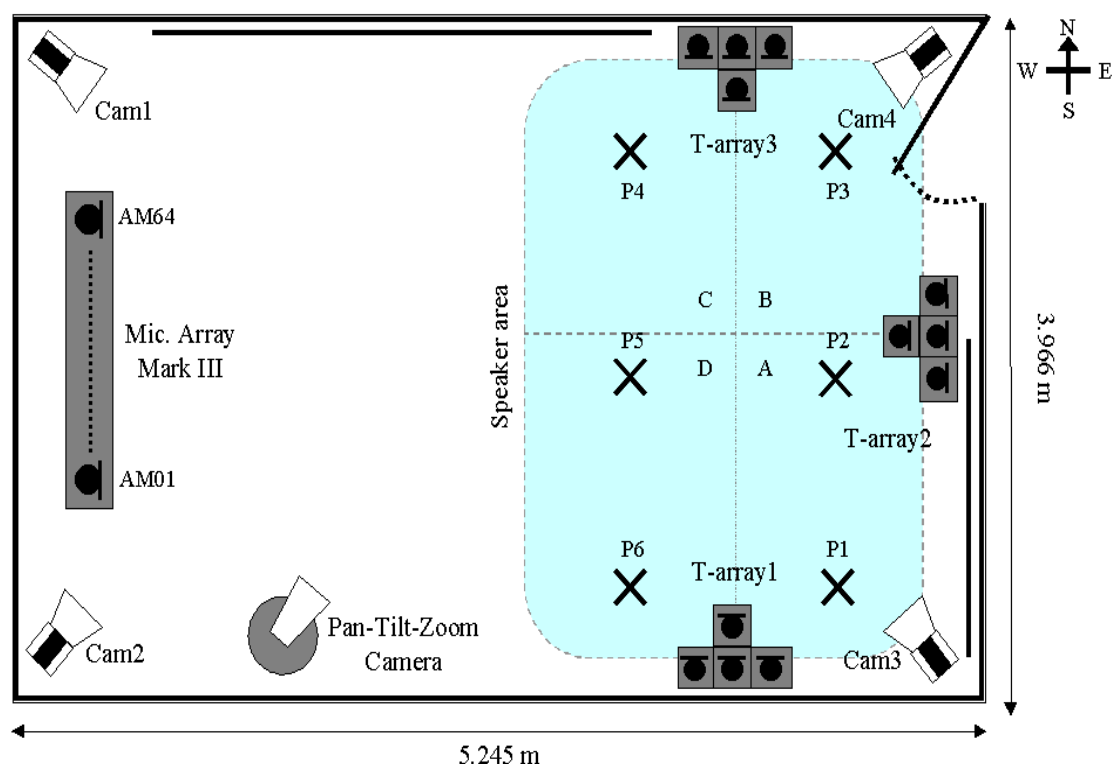 N
W
E
S
Cam1
Cam4
T-array3
P4
P3
AM64
C
B
Mic. Array
Mark III
Speaker area
P5
P2
D
A
3.966 m
T-array2
AM01
P6
P1
T-array1
Pan-Tilt-Zoom
Camera
Cam2
Cam3
5.245 m